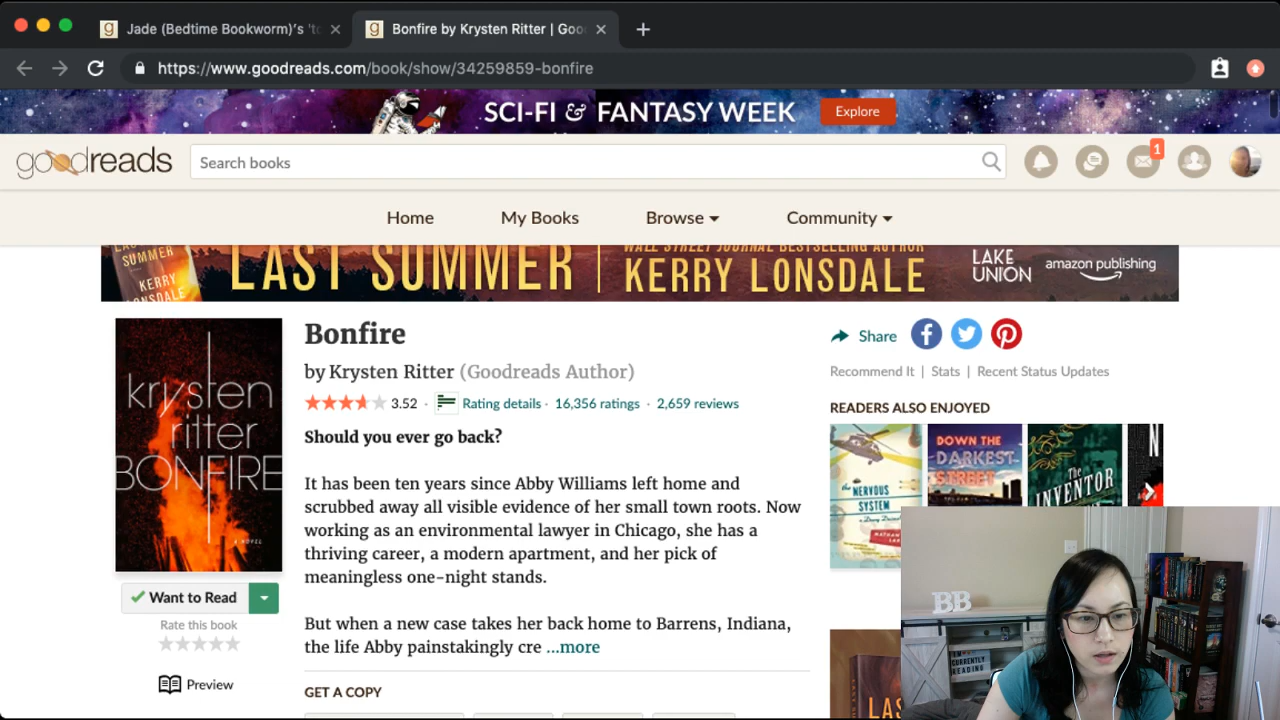 Jade (Bedtime Bookworm)'s 'to
Bonfire by Krysten Ritter | Goo
https://www.goodreads.com/book/show/34259859-bonfire
SCI-FI & FANTASY WEEK
Explore
goodreads
Search books
1
Home
My Books
Browse
Community
LAST SUMMER
KERRY LONSDALE
LAST SUMMER
WALL STREET JOURNAL BESTSELLING AUTHOR
KERRY LONSDALE
LAKE UNION
amazon publishing
krysten
ritter
BONFIRE
A NOVEL
Bonfire
by Krysten Ritter (Goodreads Author)
3.52 · Rating details · 16,356 ratings · 2,659 reviews
Should you ever go back?
It has been ten years since Abby Williams left home and
scrubbed away all visible evidence of her small town roots. Now
working as an environmental lawyer in Chicago, she has a
thriving career, a modern apartment, and her pick of
meaningless one-night stands.
But when a new case takes her back home to Barrens, Indiana,
the life Abby painstakingly cre ...more
GET A COPY
Want to Read
Rate this book
Preview
Share
Recommend It | Stats | Recent Status Updates
READERS ALSO ENJOYED
the NERVOUS
SYSTEM
DOWN THE
DARKEST
STREET
The
INVENTOR
N
LAS
BB
CURRENTLY
READING